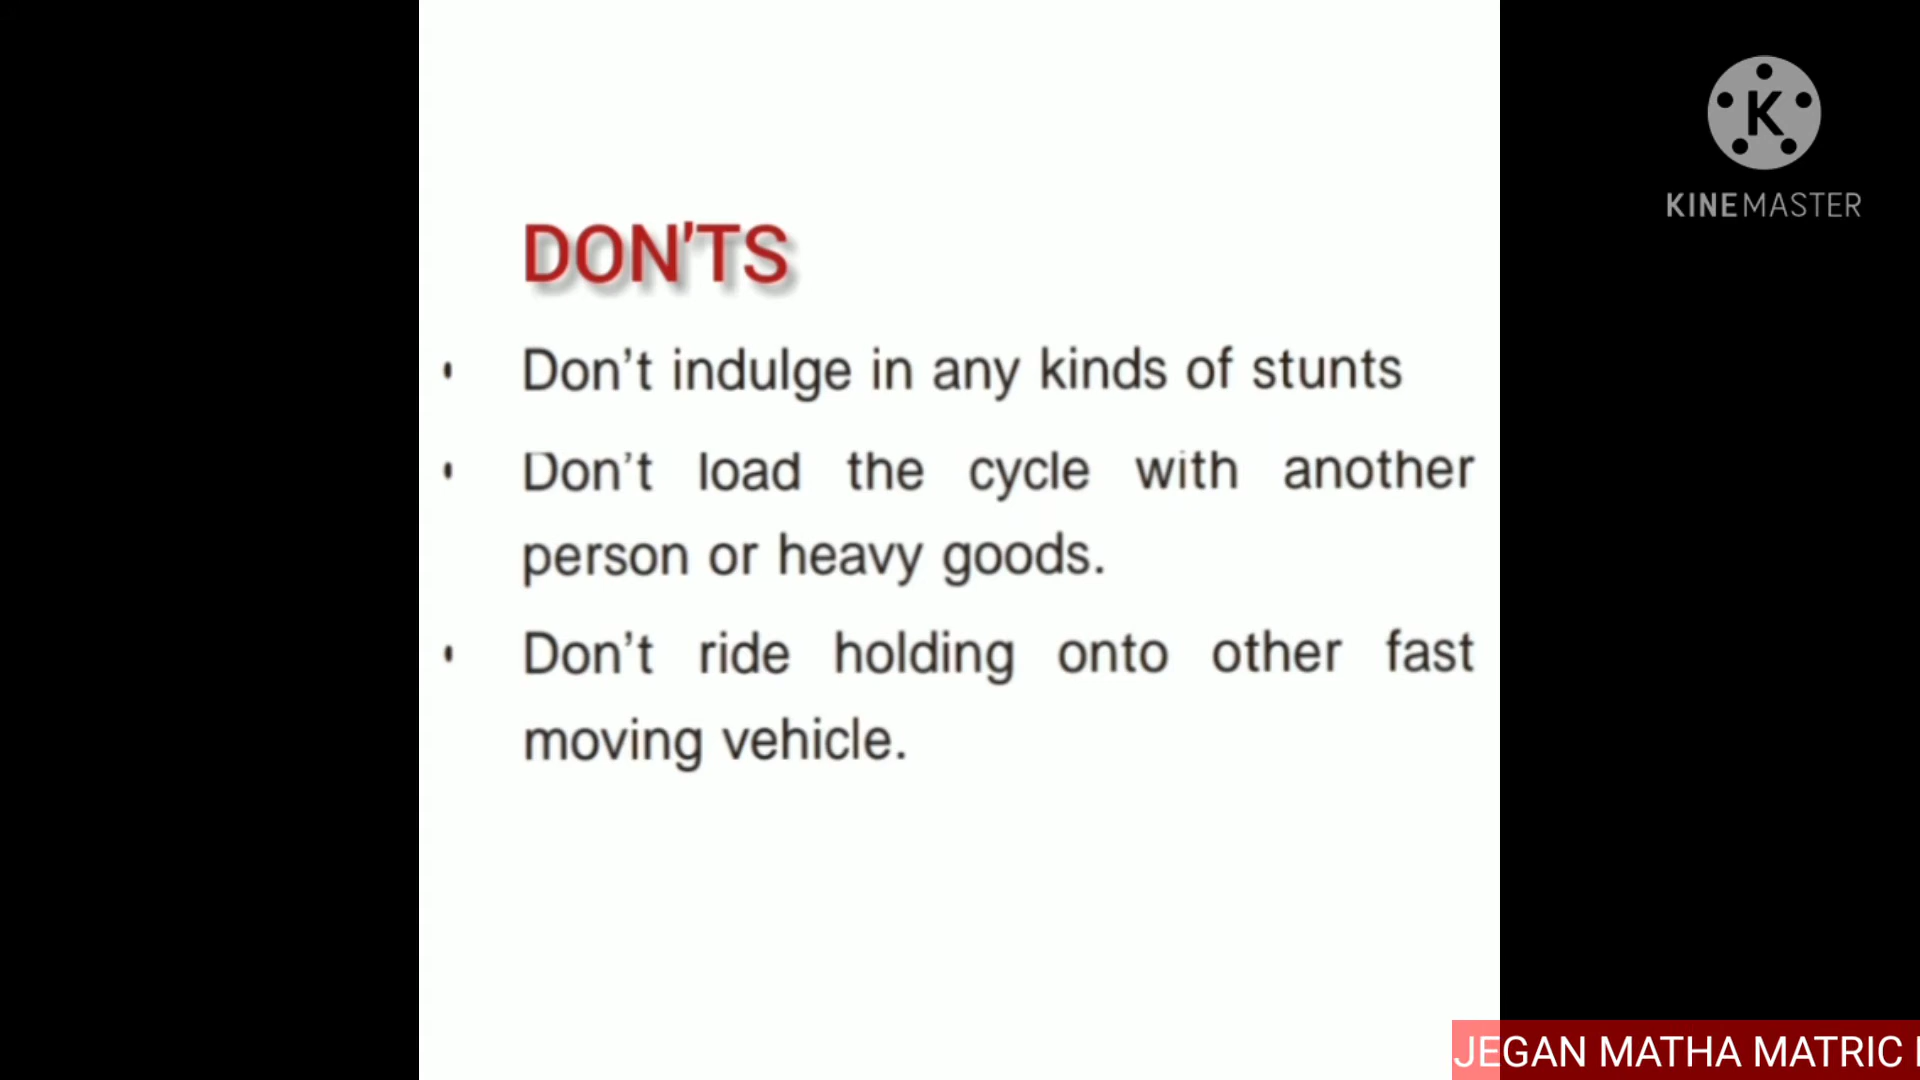 KINEMASTER
DON'TS
• Don't indulge in any kinds of stunts
• Don't load the cycle with another
person or heavy goods.
• Don't ride holding onto other fast
moving vehicle.
JEGAN MATHA MATRIC